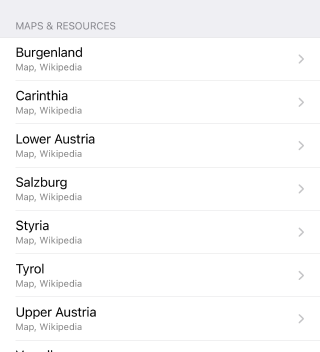 MAPS & RESOURCES
Burgenland
Map, Wikipedia
Carinthia
Map, Wikipedia
Lower Austria
Map, Wikipedia
Salzburg
Map, Wikipedia
Styria
Map, Wikipedia
Tyrol
Map, Wikipedia
Upper Austria
Map, Wikipedia